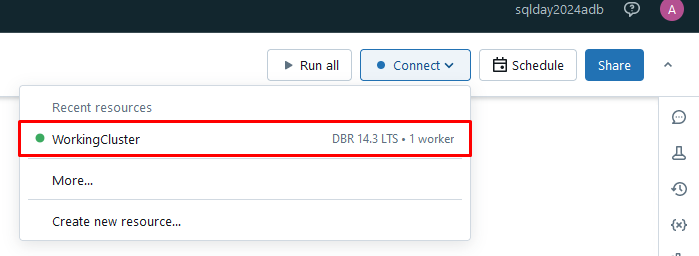 sqlday2024adb
A
Run all
Connect
Schedule
Share
Recent resources
WorkingCluster
DBR 14.3 LTS • 1 worker
More...
Create new resource...
{x}